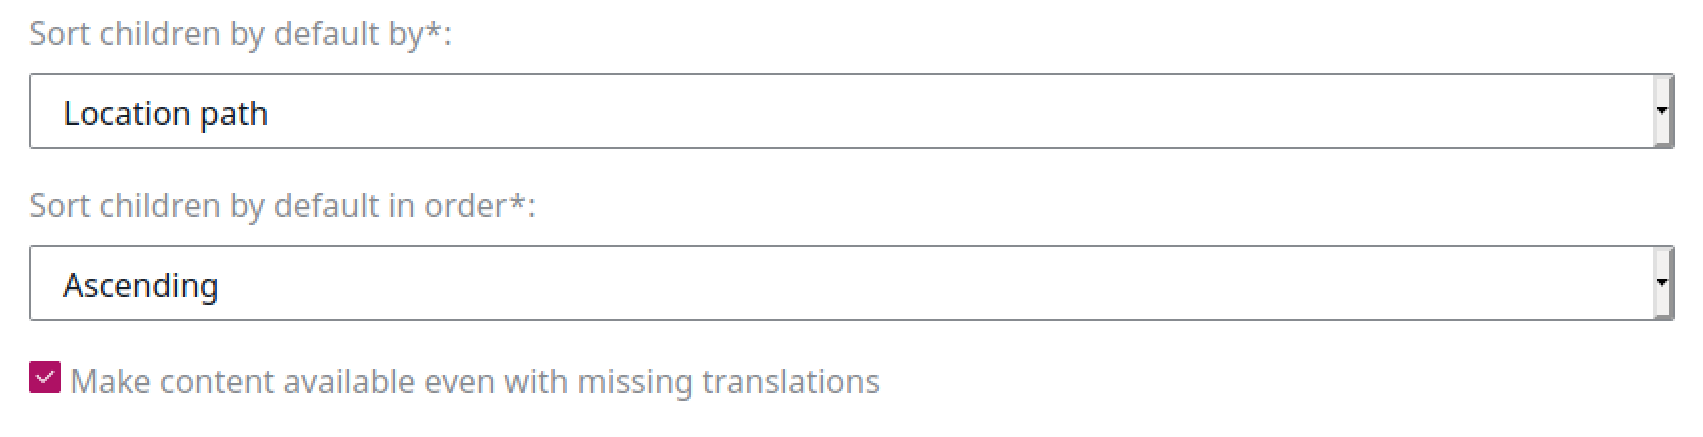 Sort children by default by*:
Location path
Sort children by default in order*:
Ascending
Make content available even with missing translations